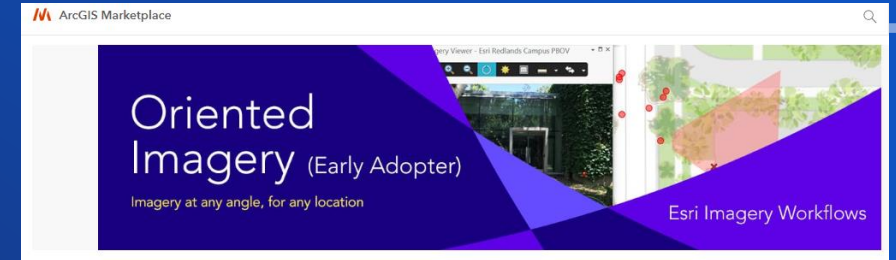 ArcGIS Marketplace
gery Viewer - Esri Redlands Campus PBOV
Oriented
Imagery (Early Adopter)
Imagery at any angle, for any location
Esri Imagery Workflows